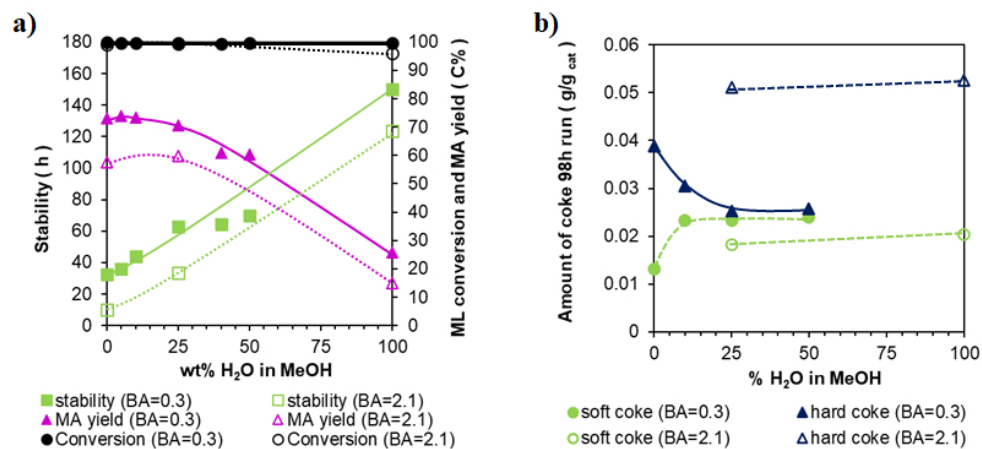 a)
180
160
140
120
100
80
60
40
20
0
Stability ( h )
100
90
80
70
60
50
40
30
20
10
0
ML conversion and MA yield ( C% )
0 25 50 75 100
wt% H₂O in MeOH
stability (BA=0.3) stability (BA=2.1)
MA yield (BA=0.3) MA yield (BA=2.1)
Conversion (BA=0.3) Conversion (BA=2.1)
b)
0.06
0.05
0.04
0.03
0.02
0.01
0
Amount of coke 98h run ( g/g cat )
0 25 50 75 100
% H₂O in MeOH
soft coke (BA=0.3) hard coke (BA=0.3)
soft coke (BA=2.1) hard coke (BA=2.1)